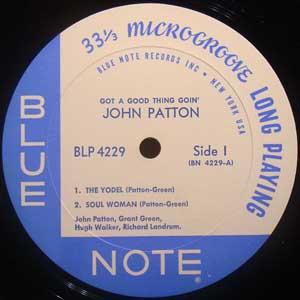 33⅓ MICROGROOVE LONG PLAYING
BLUE NOTE RECORDS INC • NEW YORK USA
GOT A GOOD THING GOIN'
JOHN PATTON
BLP 4229
Side 1
(BN 4229-A)
1. THE YODEL (Patton-Green)
2. SOUL WOMAN (Patton-Green)
John Patton, Grant Green,
Hugh Walker, Richard Landrum.
BLUE
NOTE
®